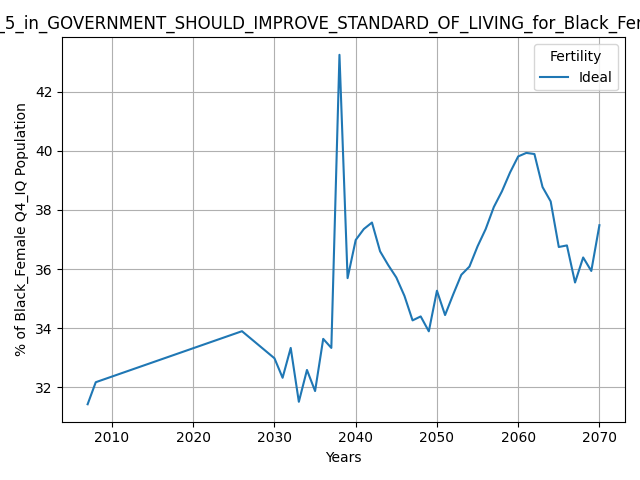 _5_in_GOVERNMENT_SHOULD_IMPROVE_STANDARD_OF_LIVING_for_Black_Fe
Fertility
Ideal
% of Black_Female Q4_IQ Population
42
40
38
36
34
32
2010 2020 2030 2040 2050 2060 2070
Years